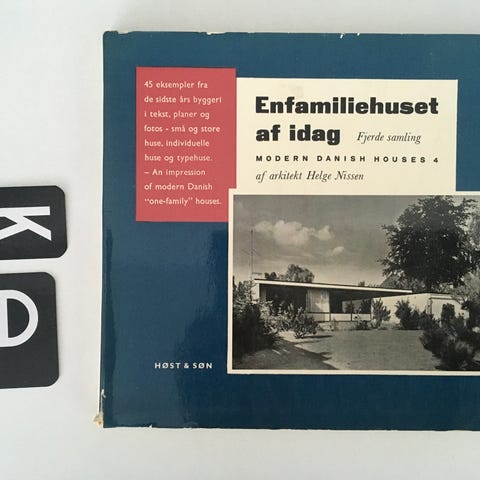 45 eksempler fra
de sidste års byggeri
i tekst, planer og
fotos - små og store
huse, individuelle
huse og typehuse.
– An impression
of modern Danish
"one-family" houses.
Enfamiliehuset
af idag Fjerde samling
MODERN DANISH HOUSES 4
af arkitekt Helge Nissen
HØST & SØN
K